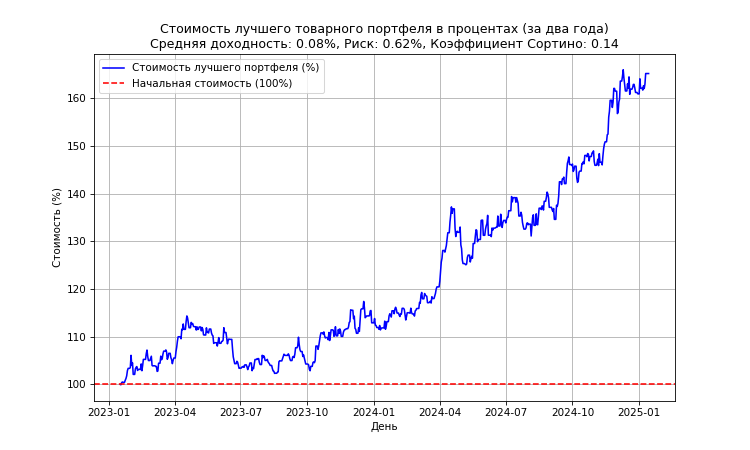 Стоимость лучшего товарного портфеля в процентах (за два года)
Средняя доходность: 0.08%, Риск: 0.62%, Коэффициент Сортино: 0.14
Стоимость лучшего портфеля (%)
Начальная стоимость (100%)
Стоимость (%)
160
150
140
130
120
110
100
2023-01 2023-04 2023-07 2023-10 2024-01 2024-04 2024-07 2024-10 2025-01
День